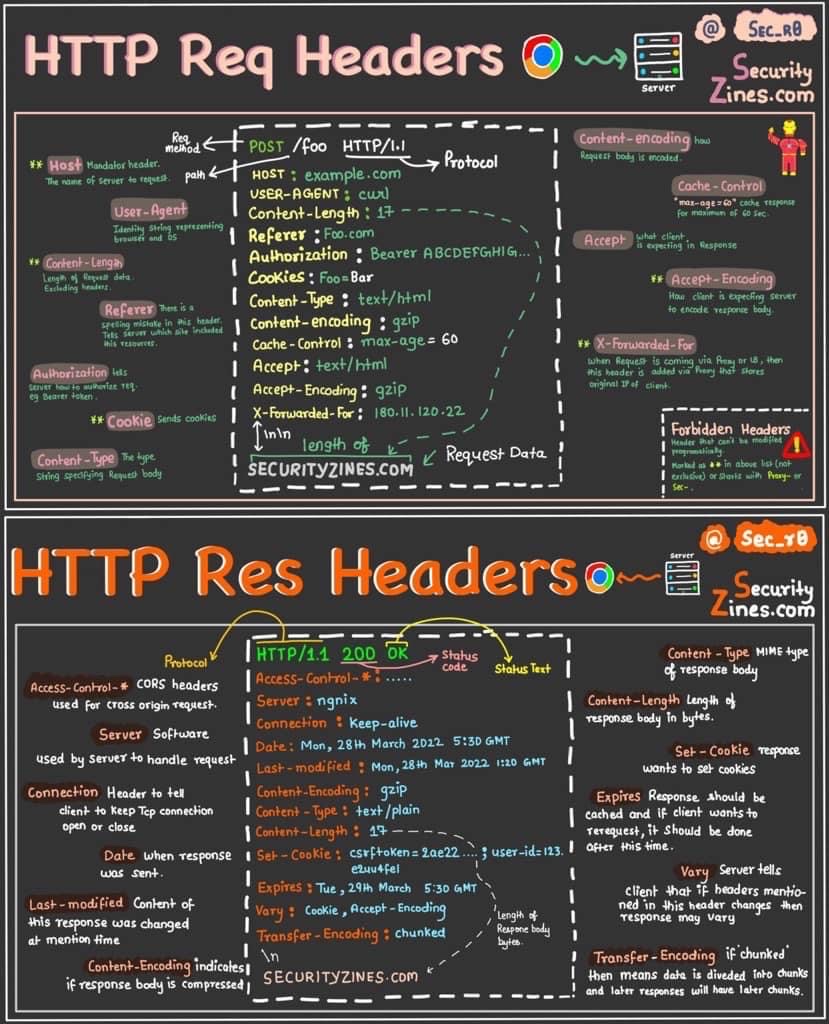 HTTP Req Headers
@ Sec_r0
Server
Security
Zines.com
Req
method
path
** Host Mandator header.
The name of server to request.
User-Agent
Identity String representing
browser and OS
** Content-Length
Length of Request data.
Excluding headers.
Referer There is a
spelling mistake in this header.
Tells server which site included
this resources.
Authorization tells
server how to authorize req.
eg Bearer token.
** Cookie Sends cookies
Content-Type The type
String specifying Request body
POST /foo HTTP/1.1
Protocol
HOST : example.com
USER-AGENT : curl
Content-Length : 17
Referer : Foo.com
Authorization : Bearer ABCDEFGHIG...
Cookies : Foo=Bar
Content-Type : text/html
Content-encoding : gzip
Cache-Control : max-age = 60
Accept : text/html
Accept-Encoding : gzip
X-Forwarded-For : 180.11.120.22
\n\n
length of
SECURITYZINES.COM
Request Data
Content-encoding how
Request body is encoded.
Cache-Control
"max-age=60" cache response
for maximum of 60 sec.
Accept what client
is expecting in Response
** Accept-Encoding
How client is expecting server
to encode response body.
** X-Forwarded-For
When Request is coming via Proxy or LB, then
this header is added via Proxy that stores
original IP of client.
Forbidden Headers
Header that can't be modified
programatically.
Marked as ** in above list (not
exclusive) or starts with Proxy- or
Sec- .
HTTP Res Headers
@ Sec_r0
Server
Security
Zines.com
Protocol
Access-Control-* CORS headers
used for cross origin request.
Server Software
used by server to handle request
Connection Header to tell
client to keep Tcp connection
open or close
Date when response
was sent.
Last-modified Content of
this response was changed
at mention time
Content-Encoding indicates
if response body is compressed
HTTP/1.1 200 OK
Status
code
Status Text
Access-Control-* : .....
Server : ngnix
Connection : Keep-alive
Date : Mon, 28th March 2022 5:30 GMT
Last-modified : Mon, 28th Mar 2022 1:20 GMT
Content-Encoding : gzip
Content-Type : text/plain
Content-Length : 17
Set-Cookie : csrftoken=2ae22.... ; user-id=123.
e2uu4fe1
Expires : Tue, 29th March 5:30 GMT
Vary : Cookie, Accept-Encoding
Transfer-Encoding : chunked
\n
SECURITYZINES.COM
Length of
Respone body
bytes.
Content-Type MIME type
of response body
Content-Length Length of
response body in bytes.
Set-Cookie response
wants to set cookies
Expires Response should be
cached and if client wants to
rerequest, it should be done
after this time.
Vary Server tells
client that if headers mentio-
ned in this header changes then
response may vary
Transfer-Encoding if 'chunked'
then means data is diveded into chunks
and later responses will have later chunks.